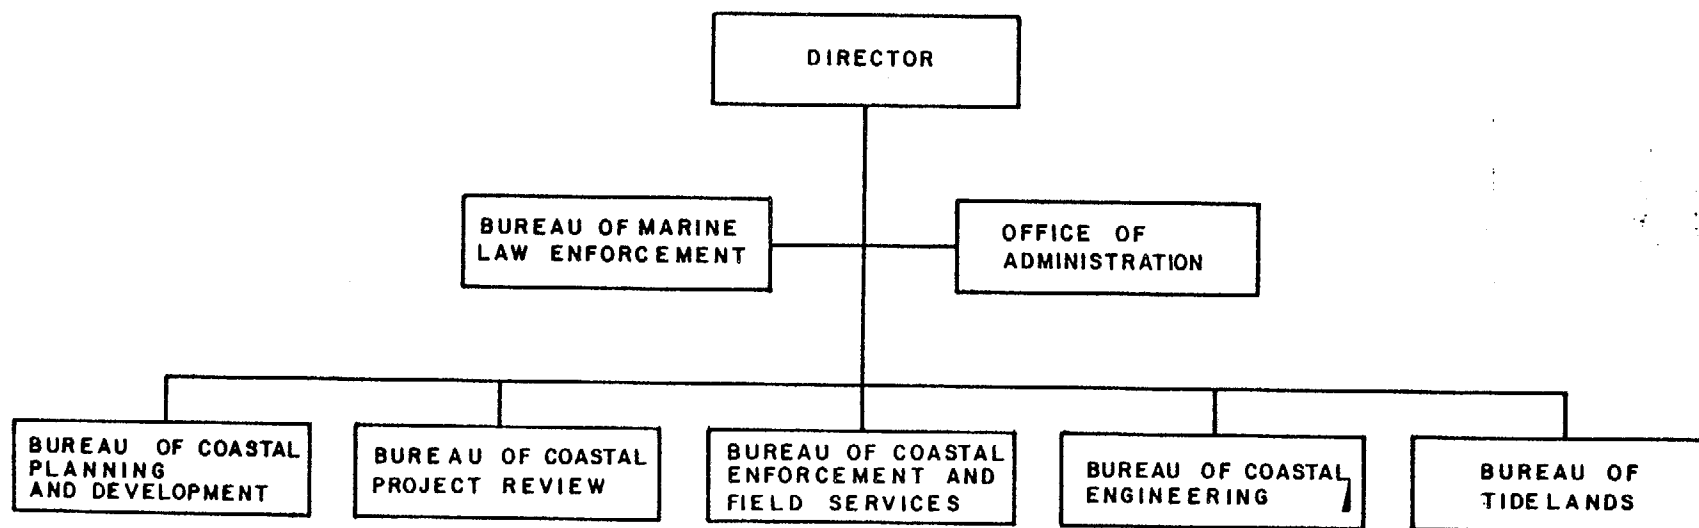 DIRECTOR
BUREAU OF MARINE
LAW ENFORCEMENT
OFFICE OF
ADMINISTRATION
BUREAU OF COASTAL
PLANNING
AND DEVELOPMENT
BUREAU OF COASTAL
PROJECT REVIEW
BUREAU OF COASTAL
ENFORCEMENT AND
FIELD SERVICES
BUREAU OF COASTAL
ENGINEERING
BUREAU OF
TIDELANDS